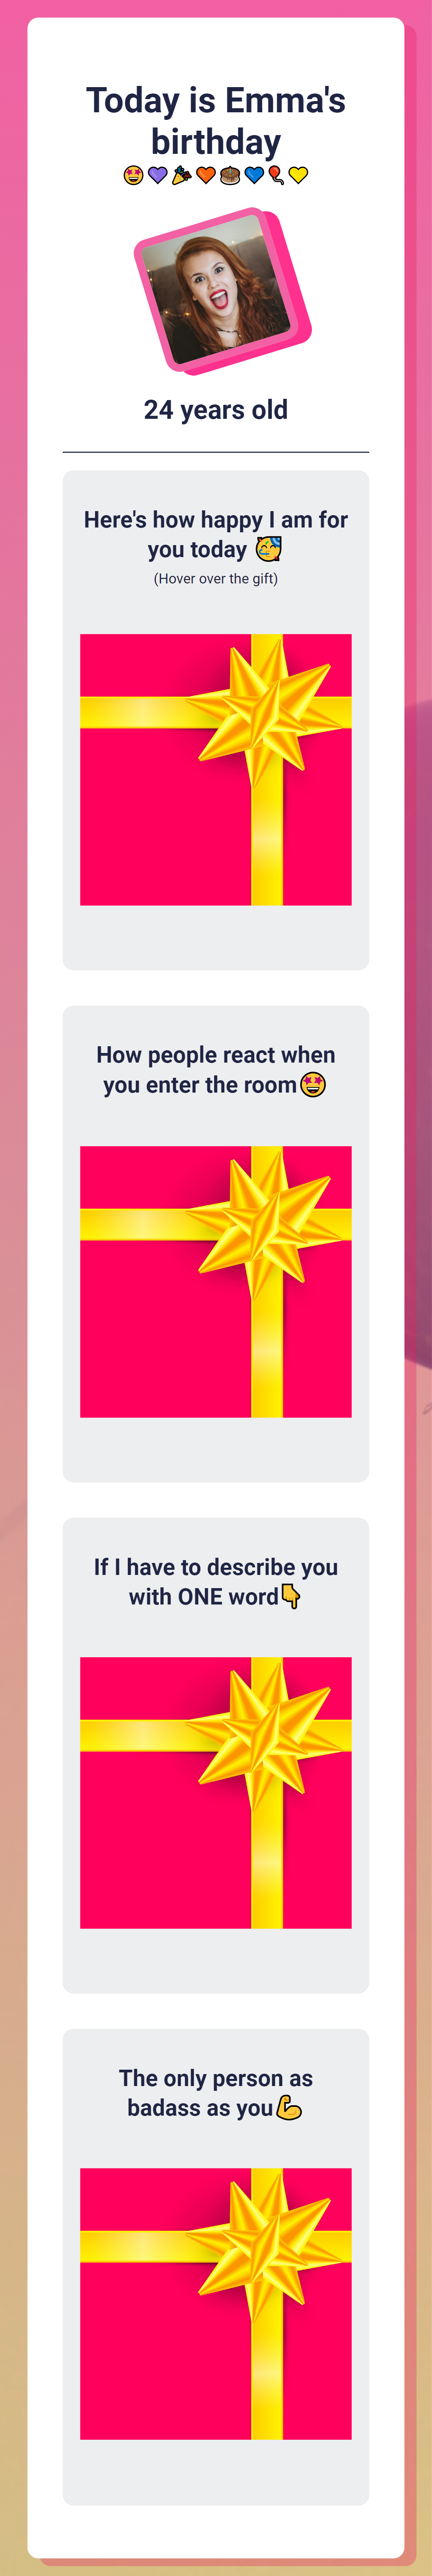 Today is Emma's
birthday
🤩💜🎉🧡🎂💙🎈💛
24 years old
Here's how happy I am for
you today 🥳
(Hover over the gift)
How people react when
you enter the room🤩
If I have to describe you
with ONE word👇
The only person as
badass as you💪